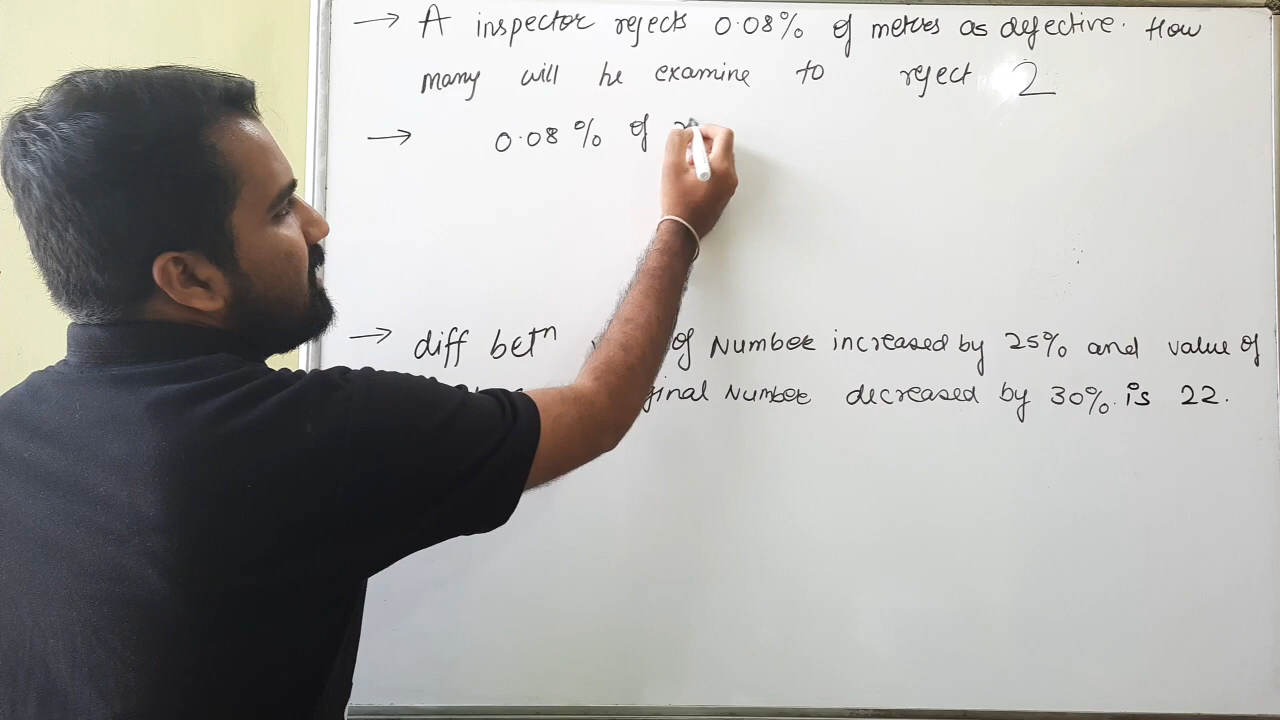 → A inspector rejects 0.08% of metres as defective. How
many will he examine to reject 2
→ 0.08% of
→ diff betⁿ of Number increased by 25% and value of
Number decreased by 30%. is 22.